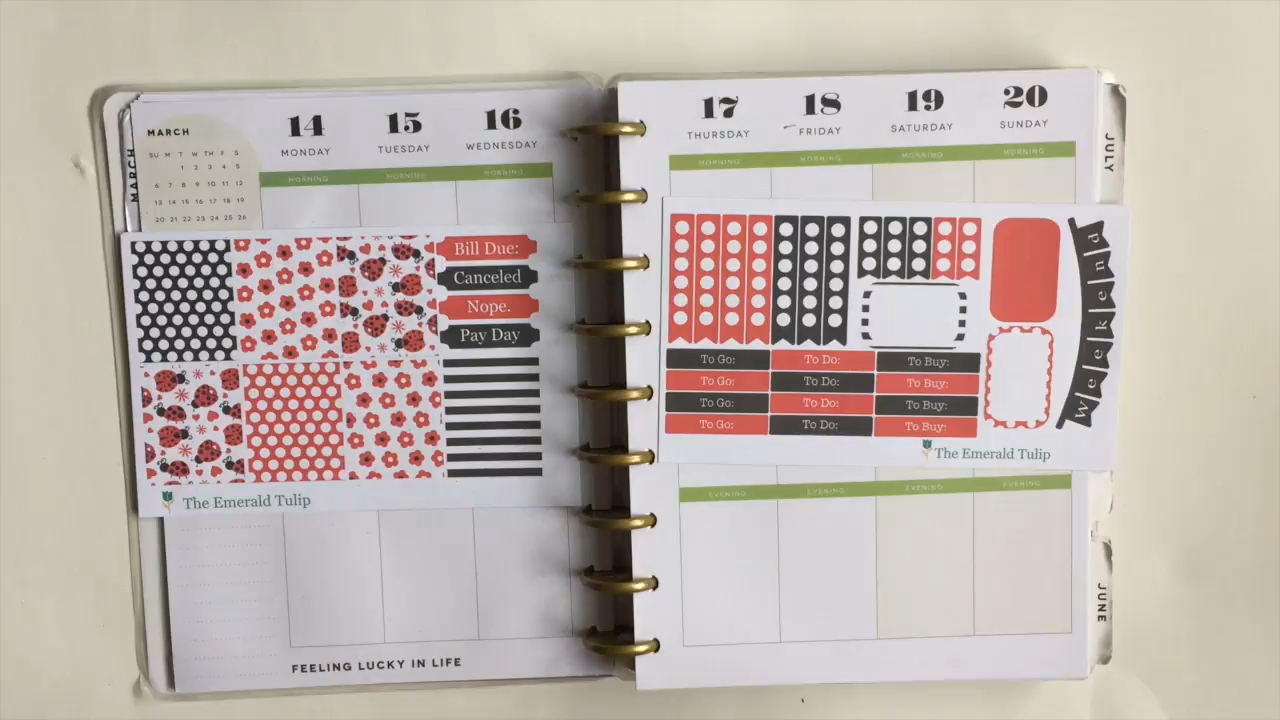 MARCH
SU M T W TH F S
1 2 3 4 5
6 7 8 9 10 11 12
13 14 15 16 17 18 19
20 21 22 23 24 25 26
MARCH
14
MONDAY
15
TUESDAY
16
WEDNESDAY
MORNING MORNING MORNING
Bill Due:
Canceled
Nope.
Pay Day
The Emerald Tulip
FEELING LUCKY IN LIFE
17
THURSDAY
18
FRIDAY
19
SATURDAY
20
SUNDAY
MORNING MORNING MORNING MORNING
Weekend
To Go: To Do: To Buy:
To Go: To Do: To Buy:
To Go: To Do: To Buy:
To Go: To Do: To Buy:
The Emerald Tulip
EVENING EVENING EVENING EVENING
JULY
JUNE